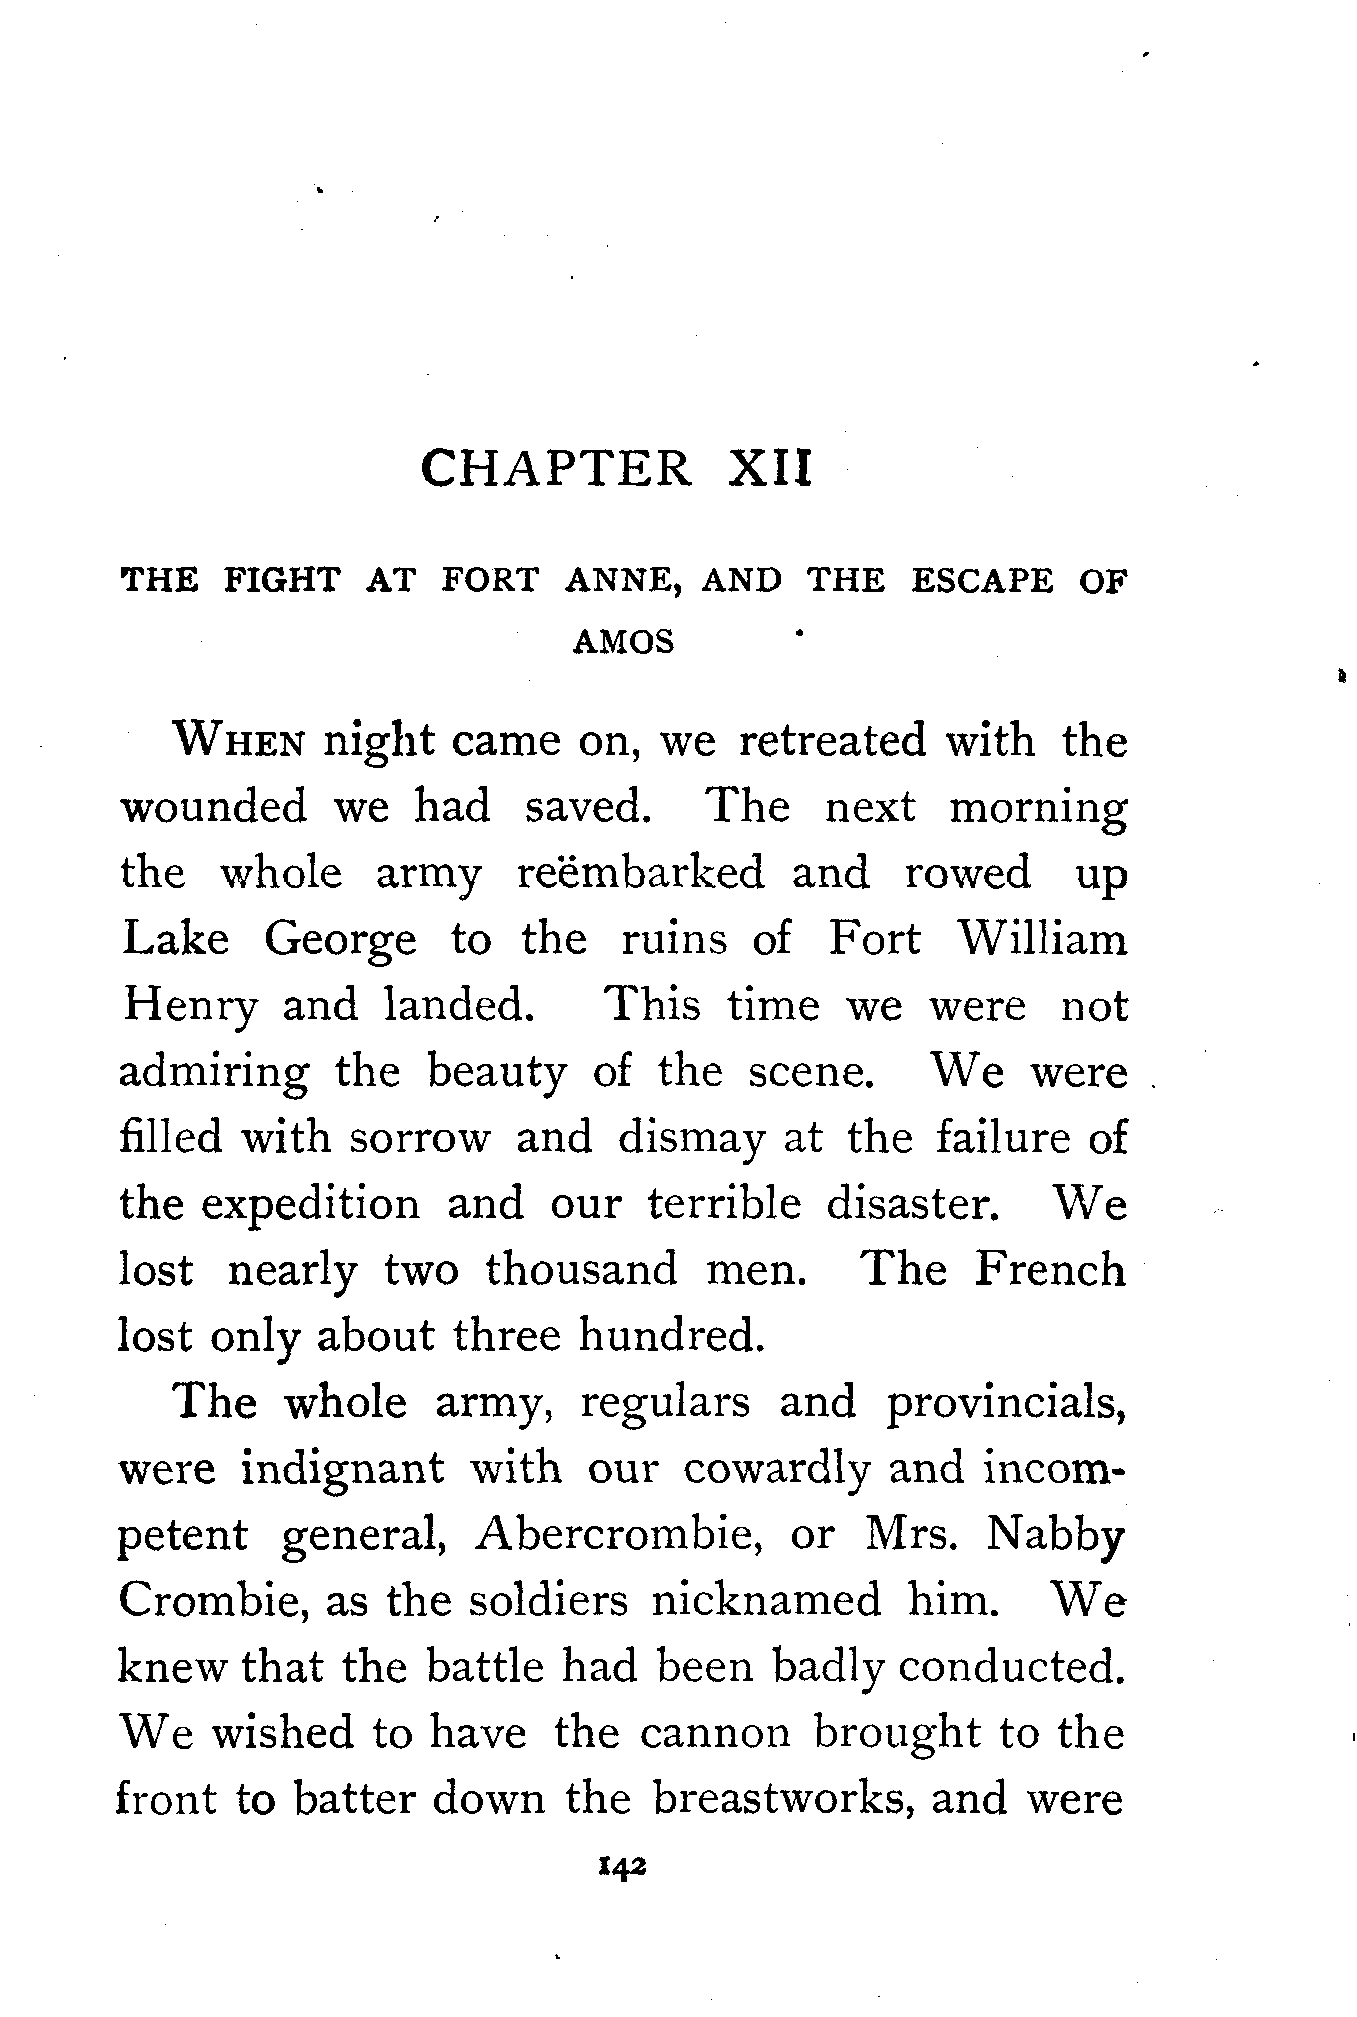 CHAPTER XII
THE FIGHT AT FORT ANNE, AND THE ESCAPE OF
AMOS
WHEN night came on, we retreated with the
wounded we had saved. The next morning
the whole army reëmbarked and rowed up
Lake George to the ruins of Fort William
Henry and landed. This time we were not
admiring the beauty of the scene. We were
filled with sorrow and dismay at the failure of
the expedition and our terrible disaster. We
lost nearly two thousand men. The French
lost only about three hundred.
The whole army, regulars and provincials,
were indignant with our cowardly and incom-
petent general, Abercrombie, or Mrs. Nabby
Crombie, as the soldiers nicknamed him. We
knew that the battle had been badly conducted.
We wished to have the cannon brought to the
front to batter down the breastworks, and were
142